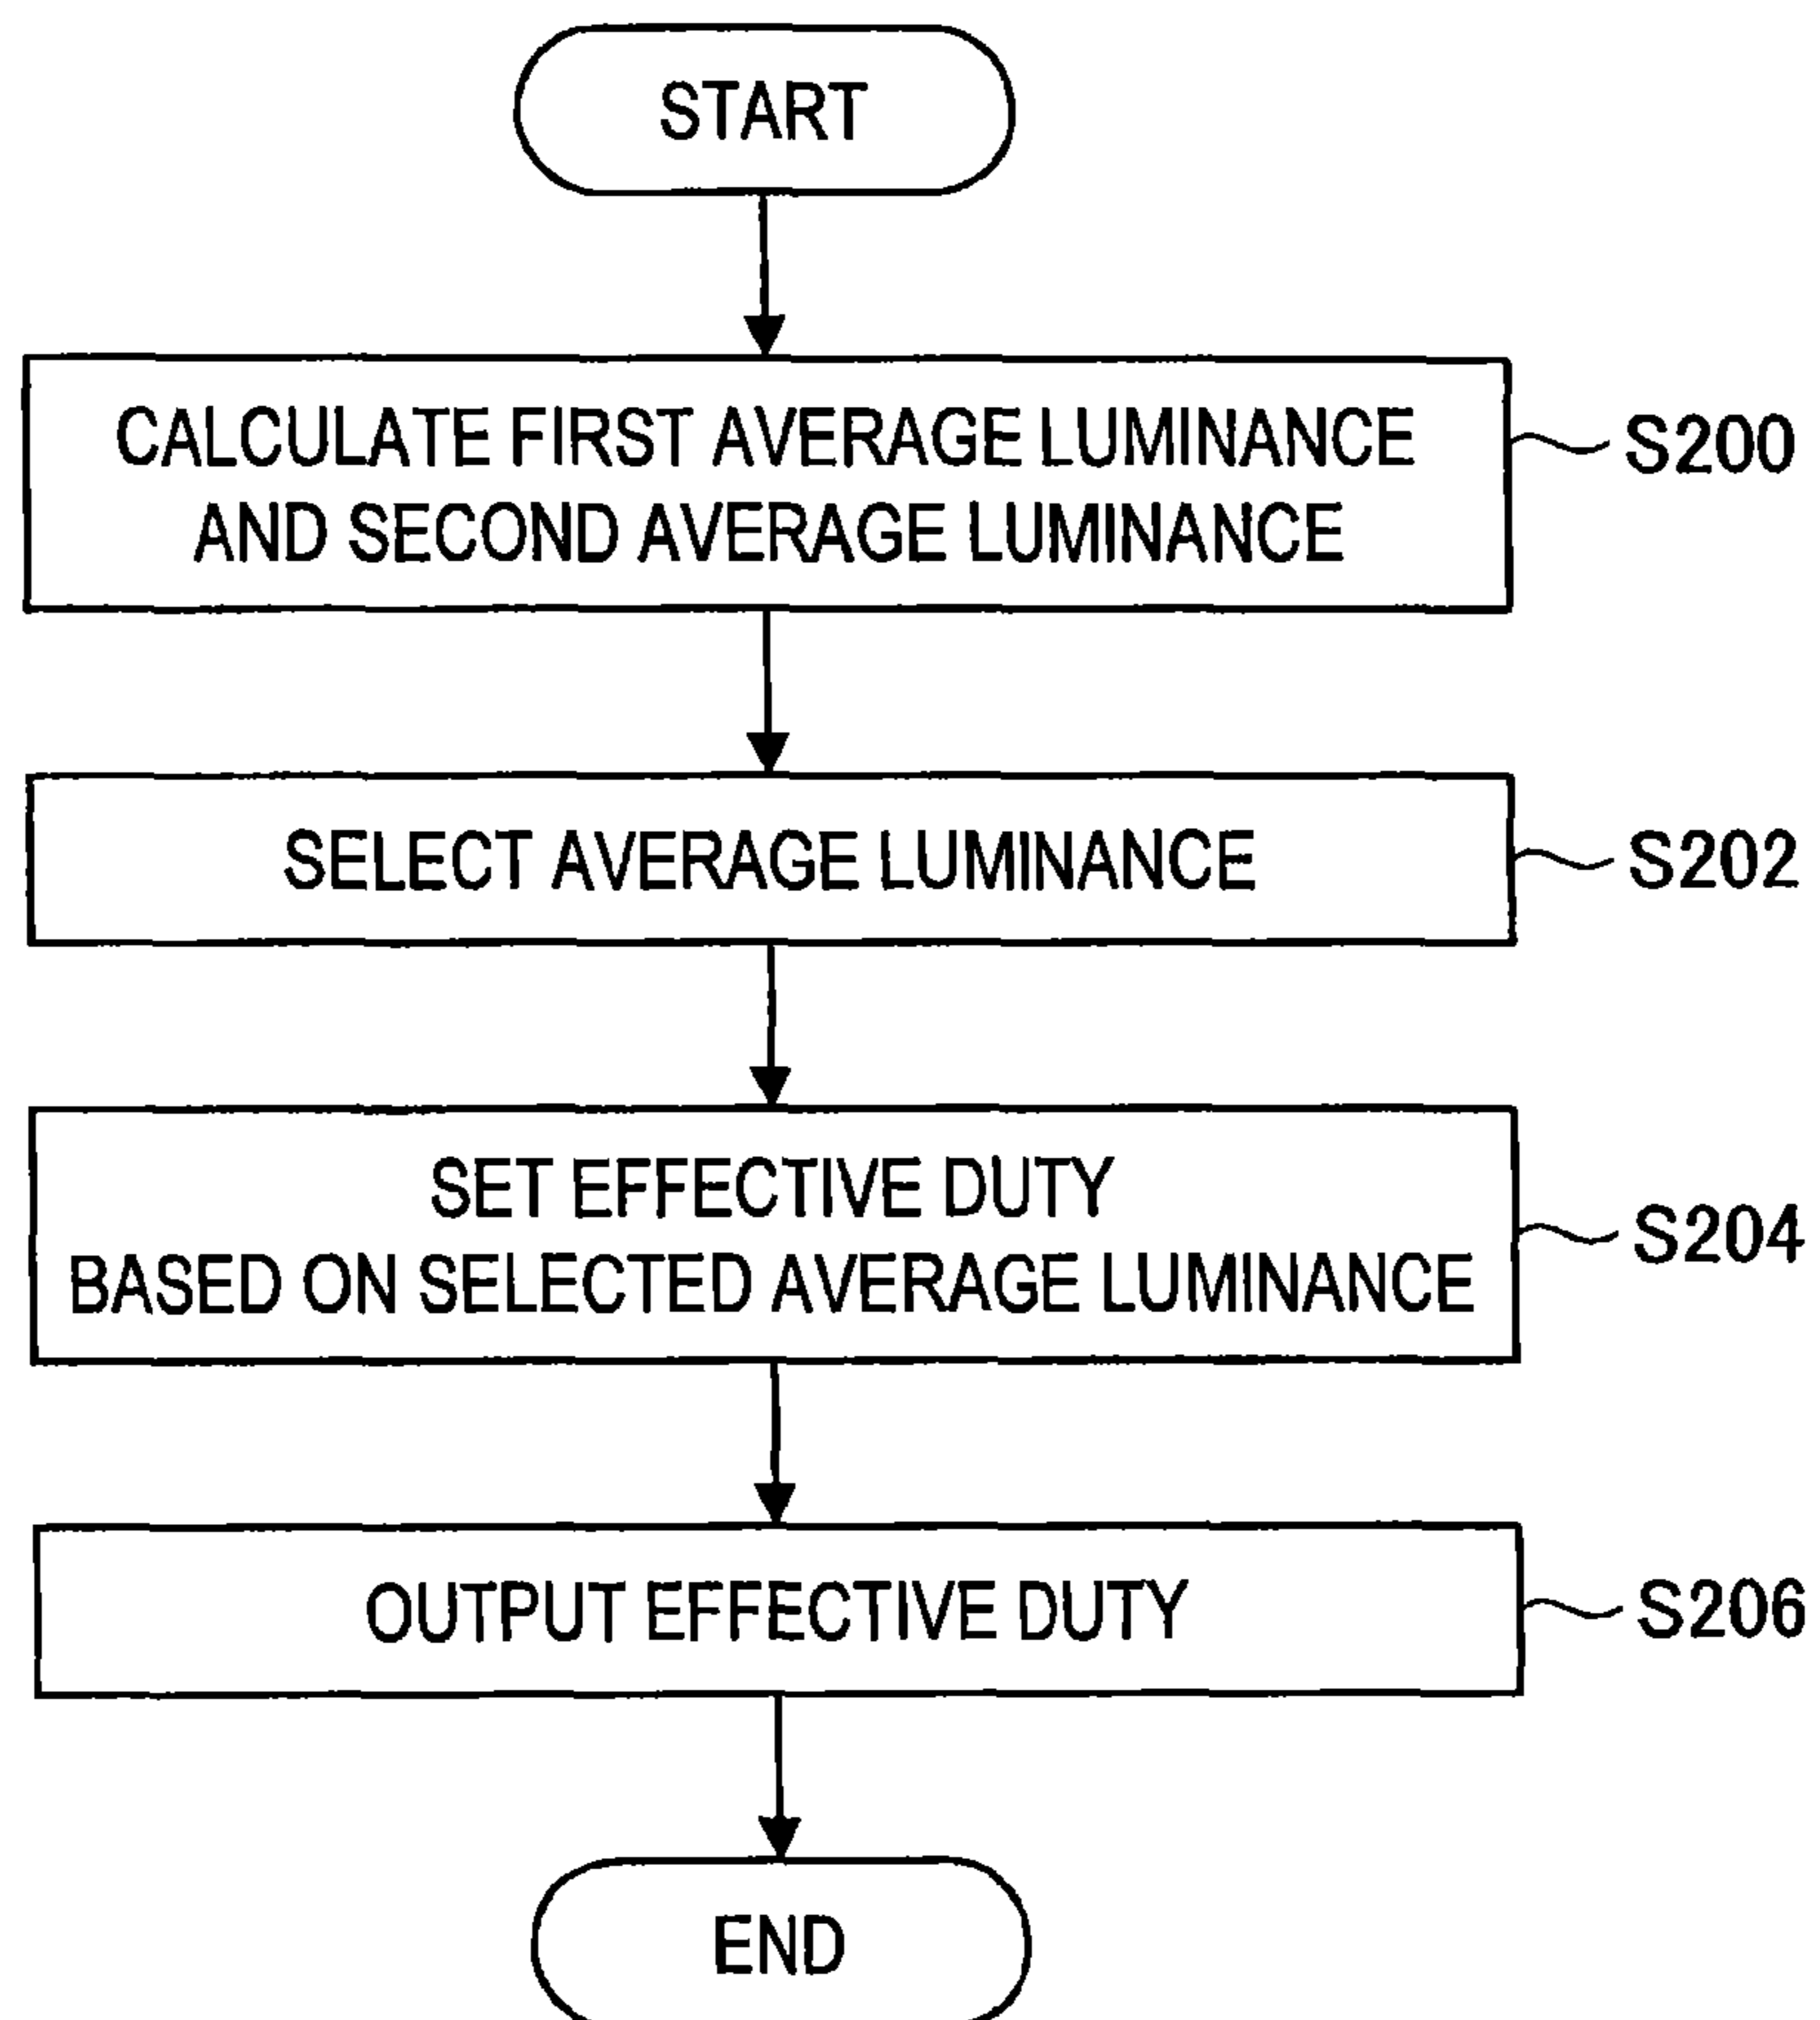 START
CALCULATE FIRST AVERAGE LUMINANCE
AND SECOND AVERAGE LUMINANCE
S200
SELECT AVERAGE LUMINANCE
S202
SET EFFECTIVE DUTY
BASED ON SELECTED AVERAGE LUMINANCE
S204
OUTPUT EFFECTIVE DUTY
S206
END